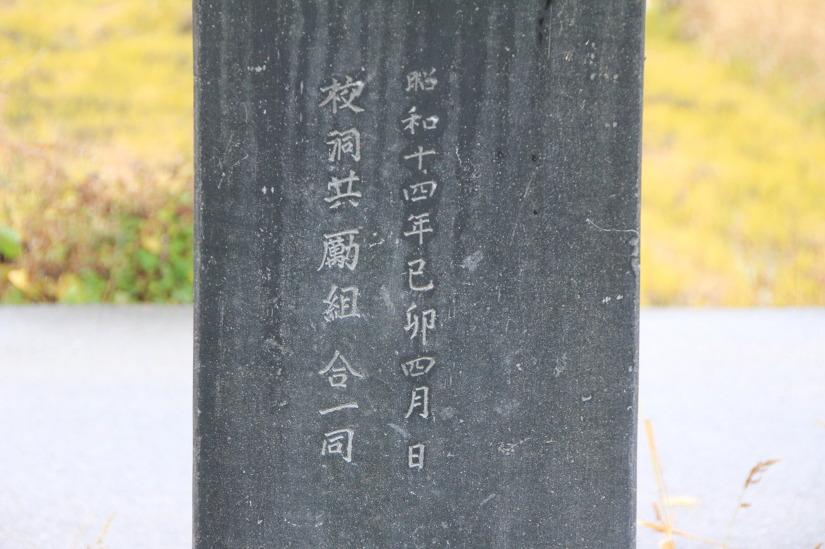 昭和十四年己卯四月 日
校洞共勵組 合一同